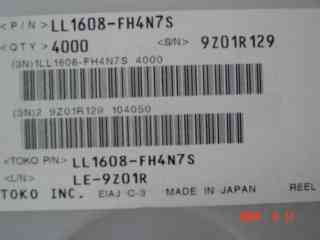 <P/N> LL1608-FH4N7S
<QTY> 4000 <S/N> 9Z01R129
(3N)1LL1608-FH4N7S 4000
(3N)2 9Z01R129 104050
<TOKO P/N> LL1608-FH4N7S
<L/N> LE-9Z01R
TOKO INC. EIAJ C-3 MADE IN JAPAN REEL